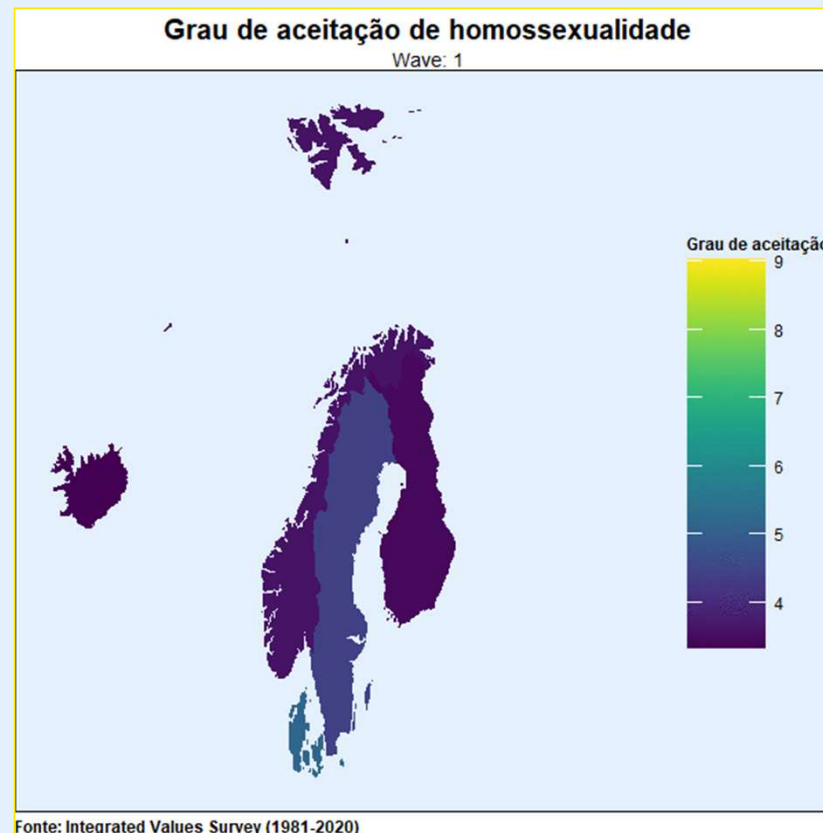 Grau de aceitação de homossexualidade
Wave: 1
Grau de aceitação
9
8
7
6
5
4
Fonte: Integrated Values Survey (1981-2020)